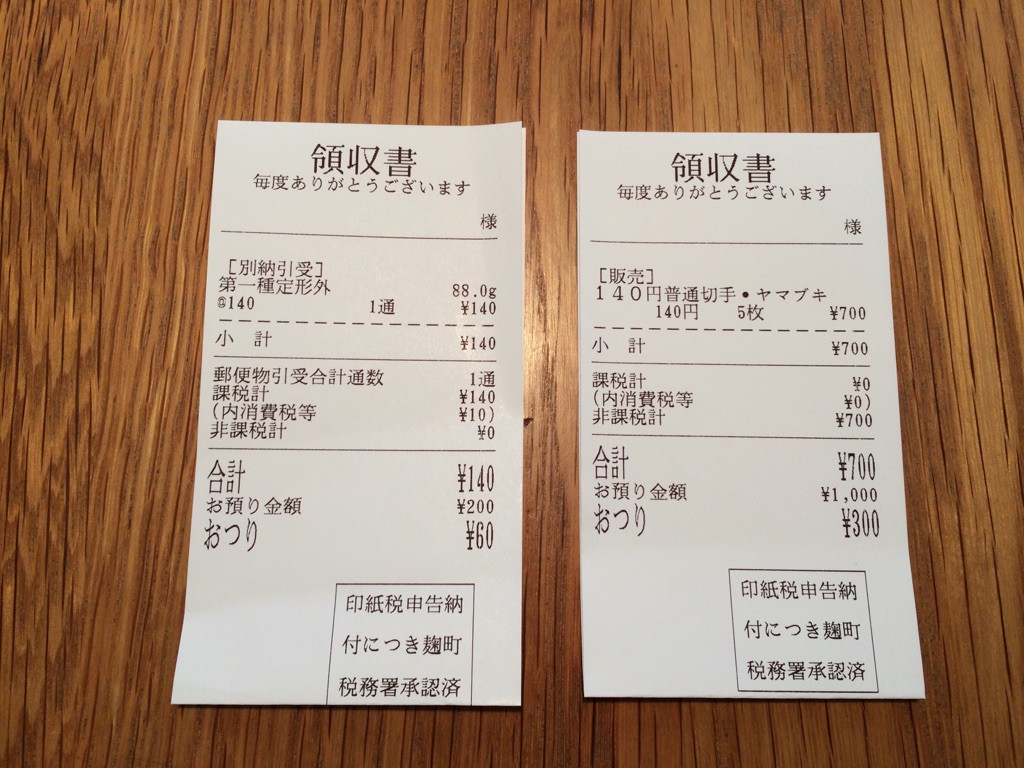 領収書
毎度ありがとうございます
様
[別納引受]
第一種定形外 88.0g
@140 1通 ¥140
小 計 ¥140
郵便物引受合計通数 1通
課税計 ¥140
(内消費税等 ¥10)
非課税計 ¥0
合計 ¥140
お預り金額 ¥200
おつり ¥60
印紙税申告納
付につき麹町
税務署承認済
領収書
毎度ありがとうございます
様
[販売]
140円普通切手・ヤマブキ
140円 5枚 ¥700
小 計 ¥700
課税計 ¥0
(内消費税等 ¥0)
非課税計 ¥700
合計 ¥700
お預り金額 ¥1,000
おつり ¥300
印紙税申告納
付につき麹町
税務署承認済